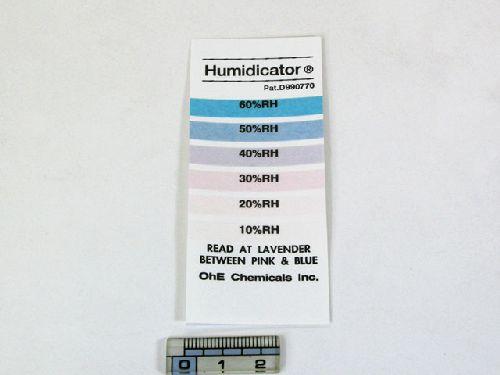 Humidicator®
Pat.D990770
60%RH
50%RH
40%RH
30%RH
20%RH
10%RH
READ AT LAVENDER
BETWEEN PINK & BLUE
OhE Chemicals Inc.
0 1 2